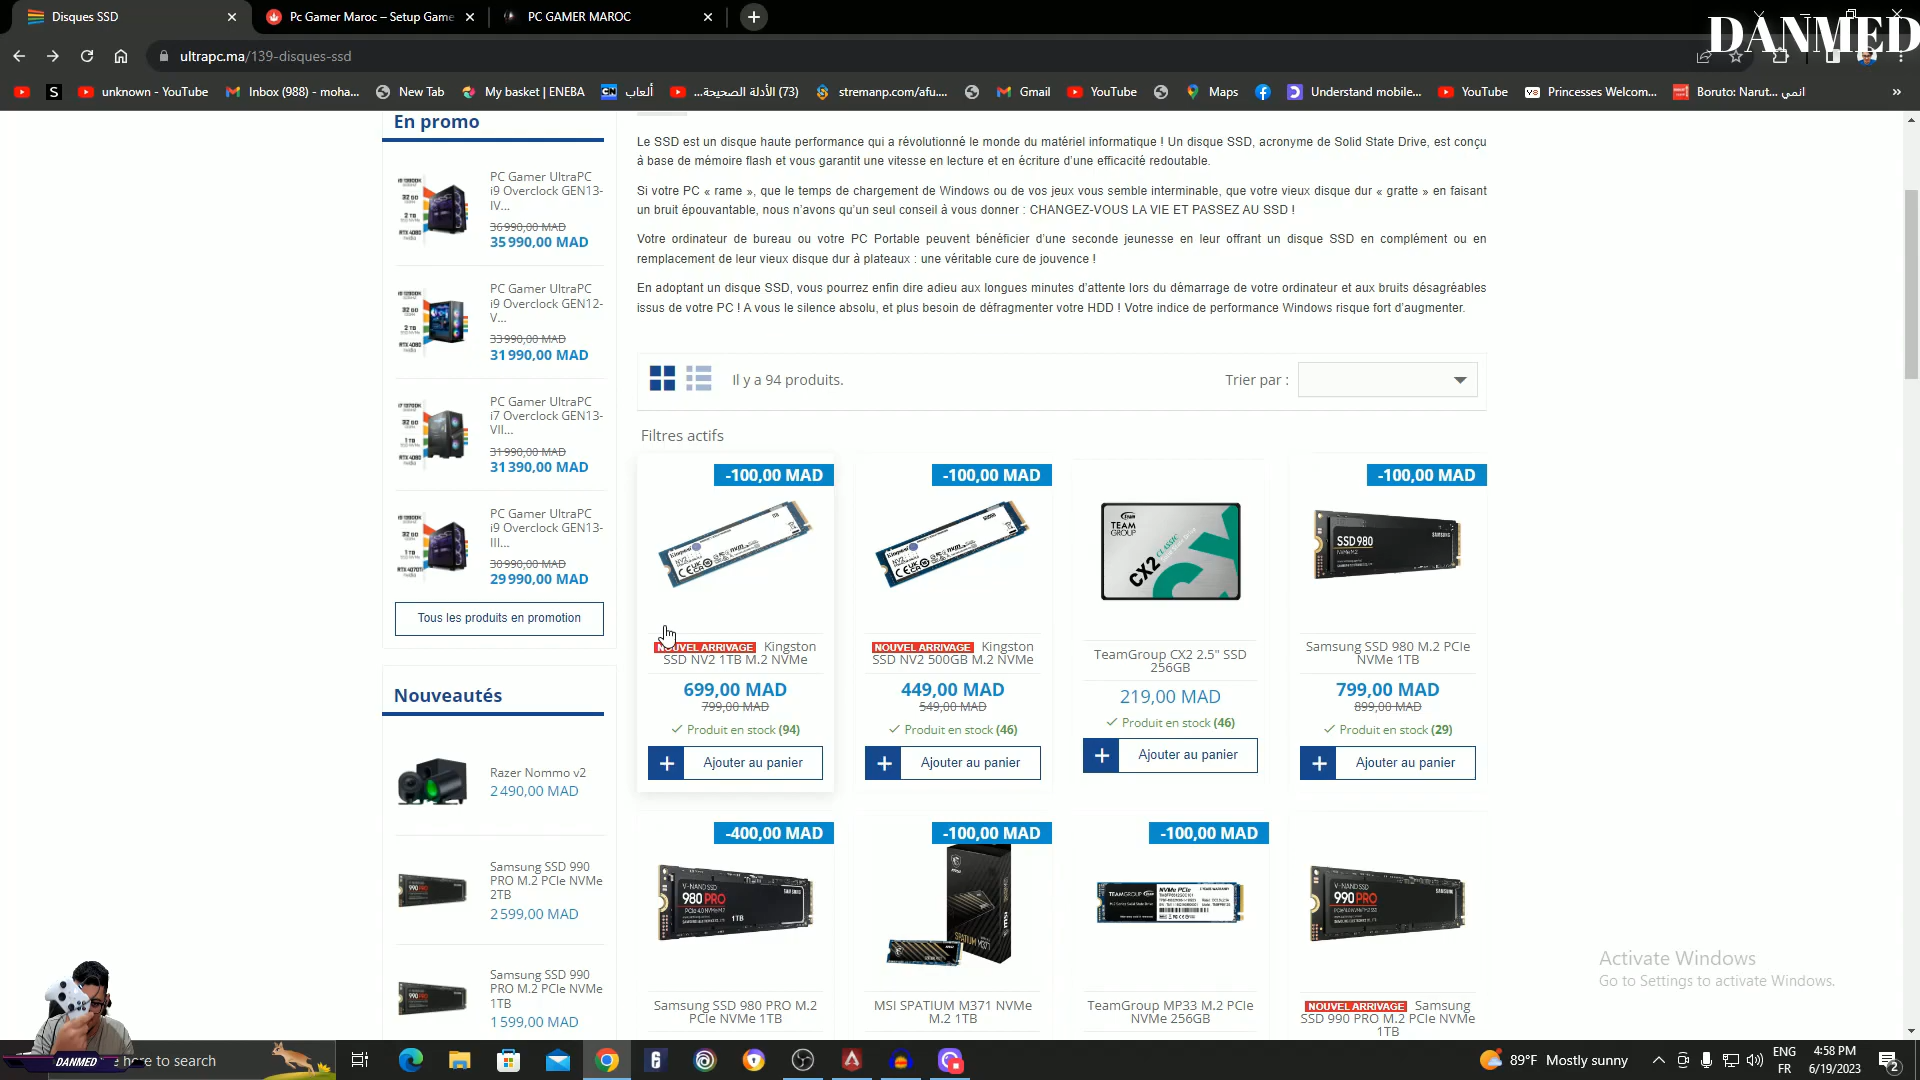 Disques SSD
Pc Gamer Maroc – Setup Game
PC GAMER MAROC
DANMED
ultrapc.ma/139-disques-ssd
unknown - YouTube
Inbox (988) - moha...
New Tab
My basket | ENEBA
ألعاب
(73) الأدلة الصحيحة...
stremanp.com/afu....
Gmail
YouTube
Maps
Understand mobile...
YouTube
Princesses Welcom...
Boruto: Narut... انمي
»
En promo
PC Gamer UltraPC
i9 Overclock GEN13-
IV...
36 990,00 MAD
35 990,00 MAD
PC Gamer UltraPC
i9 Overclock GEN12-
V...
33 990,00 MAD
31 990,00 MAD
PC Gamer UltraPC
i7 Overclock GEN13-
VII...
31 990,00 MAD
31 390,00 MAD
PC Gamer UltraPC
i9 Overclock GEN13-
III...
30 990,00 MAD
29 990,00 MAD
Tous les produits en promotion
Nouveautés
Razer Nommo v2
2 490,00 MAD
Samsung SSD 990
PRO M.2 PCIe NVMe
2TB
2 599,00 MAD
Samsung SSD 990
PRO M.2 PCIe NVMe
1TB
1 599,00 MAD
Le SSD est un disque haute performance qui a révolutionné le monde du matériel informatique ! Un disque SSD, acronyme de Solid State Drive, est conçu
à base de mémoire flash et vous garantit une vitesse en lecture et en écriture d'une efficacité redoutable.
Si votre PC « rame », que le temps de chargement de Windows ou de vos jeux vous semble interminable, que votre vieux disque dur « gratte » en faisant
un bruit épouvantable, nous n'avons qu'un seul conseil à vous donner : CHANGEZ-VOUS LA VIE ET PASSEZ AU SSD !
Votre ordinateur de bureau ou votre PC Portable peuvent bénéficier d'une seconde jeunesse en leur offrant un disque SSD en complément ou en
remplacement de leur vieux disque dur à plateaux : une véritable cure de jouvence !
En adoptant un disque SSD, vous pourrez enfin dire adieu aux longues minutes d'attente lors du démarrage de votre ordinateur et aux bruits désagréables
issus de votre PC ! A vous le silence absolu, et plus besoin de défragmenter votre HDD ! Votre indice de performance Windows risque fort d'augmenter.
Il y a 94 produits.
Trier par :
Filtres actifs
-100,00 MAD
NOUVEL ARRIVAGE Kingston
SSD NV2 1TB M.2 NVMe
699,00 MAD
799,00 MAD
Produit en stock (94)
Ajouter au panier
-100,00 MAD
NOUVEL ARRIVAGE Kingston
SSD NV2 500GB M.2 NVMe
449,00 MAD
549,00 MAD
Produit en stock (46)
Ajouter au panier
TEAM
GROUP
CX2 CLASSIC
TeamGroup CX2 2.5" SSD
256GB
219,00 MAD
Produit en stock (46)
Ajouter au panier
-100,00 MAD
SSD 980
SAMSUNG
Samsung SSD 980 M.2 PCIe
NVMe 1TB
799,00 MAD
899,00 MAD
Produit en stock (29)
Ajouter au panier
-400,00 MAD
V-NAND SSD
980 PRO
1TB
Samsung SSD 980 PRO M.2
PCIe NVMe 1TB
-100,00 MAD
SPATIUM M371
MSI SPATIUM M371 NVMe
M.2 1TB
-100,00 MAD
TeamGroup MP33 M.2 PCIe
NVMe 256GB
V-NAND SSD
990 PRO
NOUVEL ARRIVAGE Samsung
SSD 990 PRO M.2 PCIe NVMe
1TB
Activate Windows
Go to Settings to activate Windows.
DANMED
here to search
89°F Mostly sunny
ENG
FR
4:58 PM
6/19/2023
2